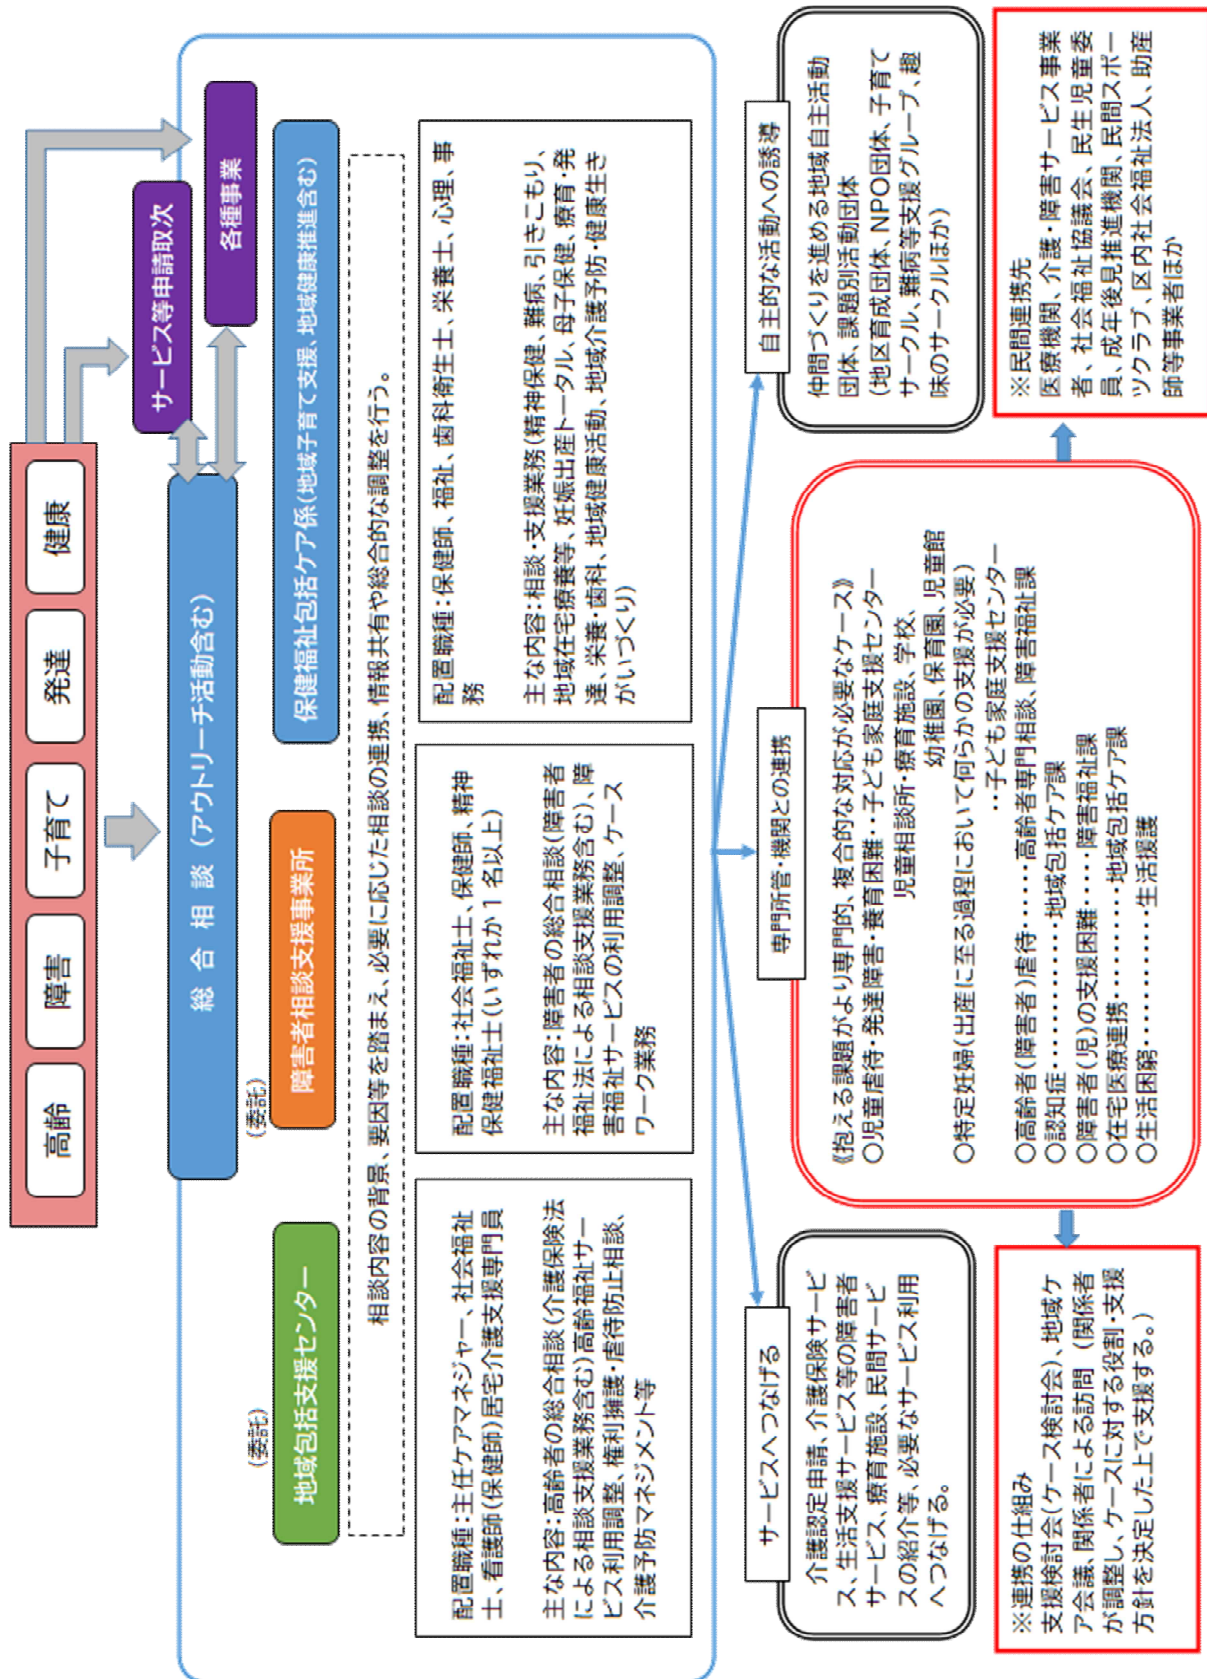 高齢
障害
子育て
発達
健康
総 合 相 談 （アウトリーチ活動含む）
サービス等申請取次
各種事業
（委託）
地域包括支援センター
（委託）
障害者相談支援事業所
保健福祉包括ケア係（地域子育て支援、地域健康推進含む）
相談内容の背景、要因等を踏まえ、必要に応じた相談の連携、情報共有や総合的な調整を行う。
配置職種：主任ケアマネジャー、社会福祉
士、看護師（保健師）居宅介護支援専門員
主な内容：高齢者の総合相談（介護保険法
による相談支援業務含む）高齢福祉サー
ビス利用調整、権利擁護・虐待防止相談、
介護予防マネジメント等
配置職種：社会福祉士、保健師、精神
保健福祉士（いずれか１名以上）
主な内容：障害者の総合相談（障害者
福祉法による相談支援業務含む）、障
害福祉サービスの利用調整、ケース
ワーク業務
配置職種：保健師、福祉、歯科衛生士、栄養士、心理、事
務
主な内容：相談・支援業務（精神保健、難病、引きこもり、
地域在宅療養等、妊娠出産トータル、母子保健、療育・発
達、栄養・歯科、地域健康活動、地域介護予防・健康生き
がいづくり）
サービスへつなげる
介護認定申請、介護保険サービ
ス、生活支援サービス等の障害者
サービス、療育施設、民間サービ
スの紹介等、必要なサービス利用
へつなげる。
専門所管・機関との連携
《抱える課題がより専門的、複合的な対応が必要なケース》
○児童虐待・発達障害・養育困難‥子ども家庭支援センター
児童相談所・療育施設、学校、
幼稚園、保育園、児童館
○特定妊婦（出産に至る過程において何らかの支援が必要）
‥子ども家庭支援センター
○高齢者（障害者）虐待‥‥‥高齢者専門相談、障害福祉課
○認知症‥‥‥‥‥‥‥地域包括ケア課
○障害者（児）の支援困難‥‥障害福祉課
○在宅医療連携‥‥‥‥‥地域包括ケア課
○生活困窮‥‥‥‥‥‥‥生活援護
自主的な活動への誘導
仲間づくりを進める地域自主活動
団体、課題別活動団体
（地区育成団体、NPO団体、子育て
サークル、難病等支援グループ、趣
味のサークルほか）
※連携の仕組み
支援検討会（ケース検討会）、地域ケ
ア会議、関係者による訪問 （関係者
が調整し、ケースに対する役割・支援
方針を決定した上で支援する。）
※民間連携先
医療機関、介護・障害サービス事業
者、社会福祉協議会、民生児童委
員、成年後見推進機関、民間スポー
ツクラブ、区内社会福祉法人、助産
師等事業者ほか